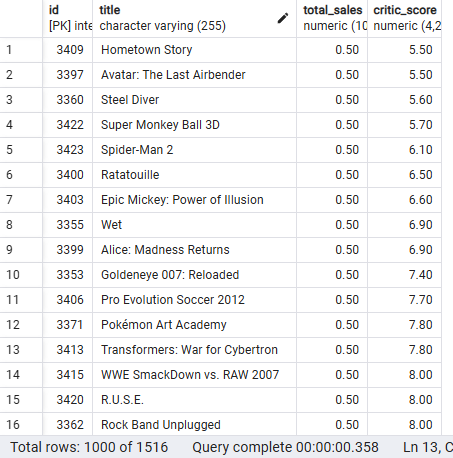 id title total_sales critic_score
[PK] inte character varying (255) numeric (10 numeric (4,2
1 3409 Hometown Story 0.50 5.50
2 3397 Avatar: The Last Airbender 0.50 5.50
3 3360 Steel Diver 0.50 5.60
4 3422 Super Monkey Ball 3D 0.50 5.70
5 3423 Spider-Man 2 0.50 6.10
6 3400 Ratatouille 0.50 6.50
7 3403 Epic Mickey: Power of Illusion 0.50 6.60
8 3355 Wet 0.50 6.90
9 3399 Alice: Madness Returns 0.50 6.90
10 3353 Goldeneye 007: Reloaded 0.50 7.40
11 3406 Pro Evolution Soccer 2012 0.50 7.70
12 3371 Pokémon Art Academy 0.50 7.80
13 3413 Transformers: War for Cybertron 0.50 7.80
14 3415 WWE SmackDown vs. RAW 2007 0.50 8.00
15 3420 R.U.S.E. 0.50 8.00
16 3362 Rock Band Unplugged 0.50 8.00
Total rows: 1000 of 1516 Query complete 00:00:00.358 Ln 13, C